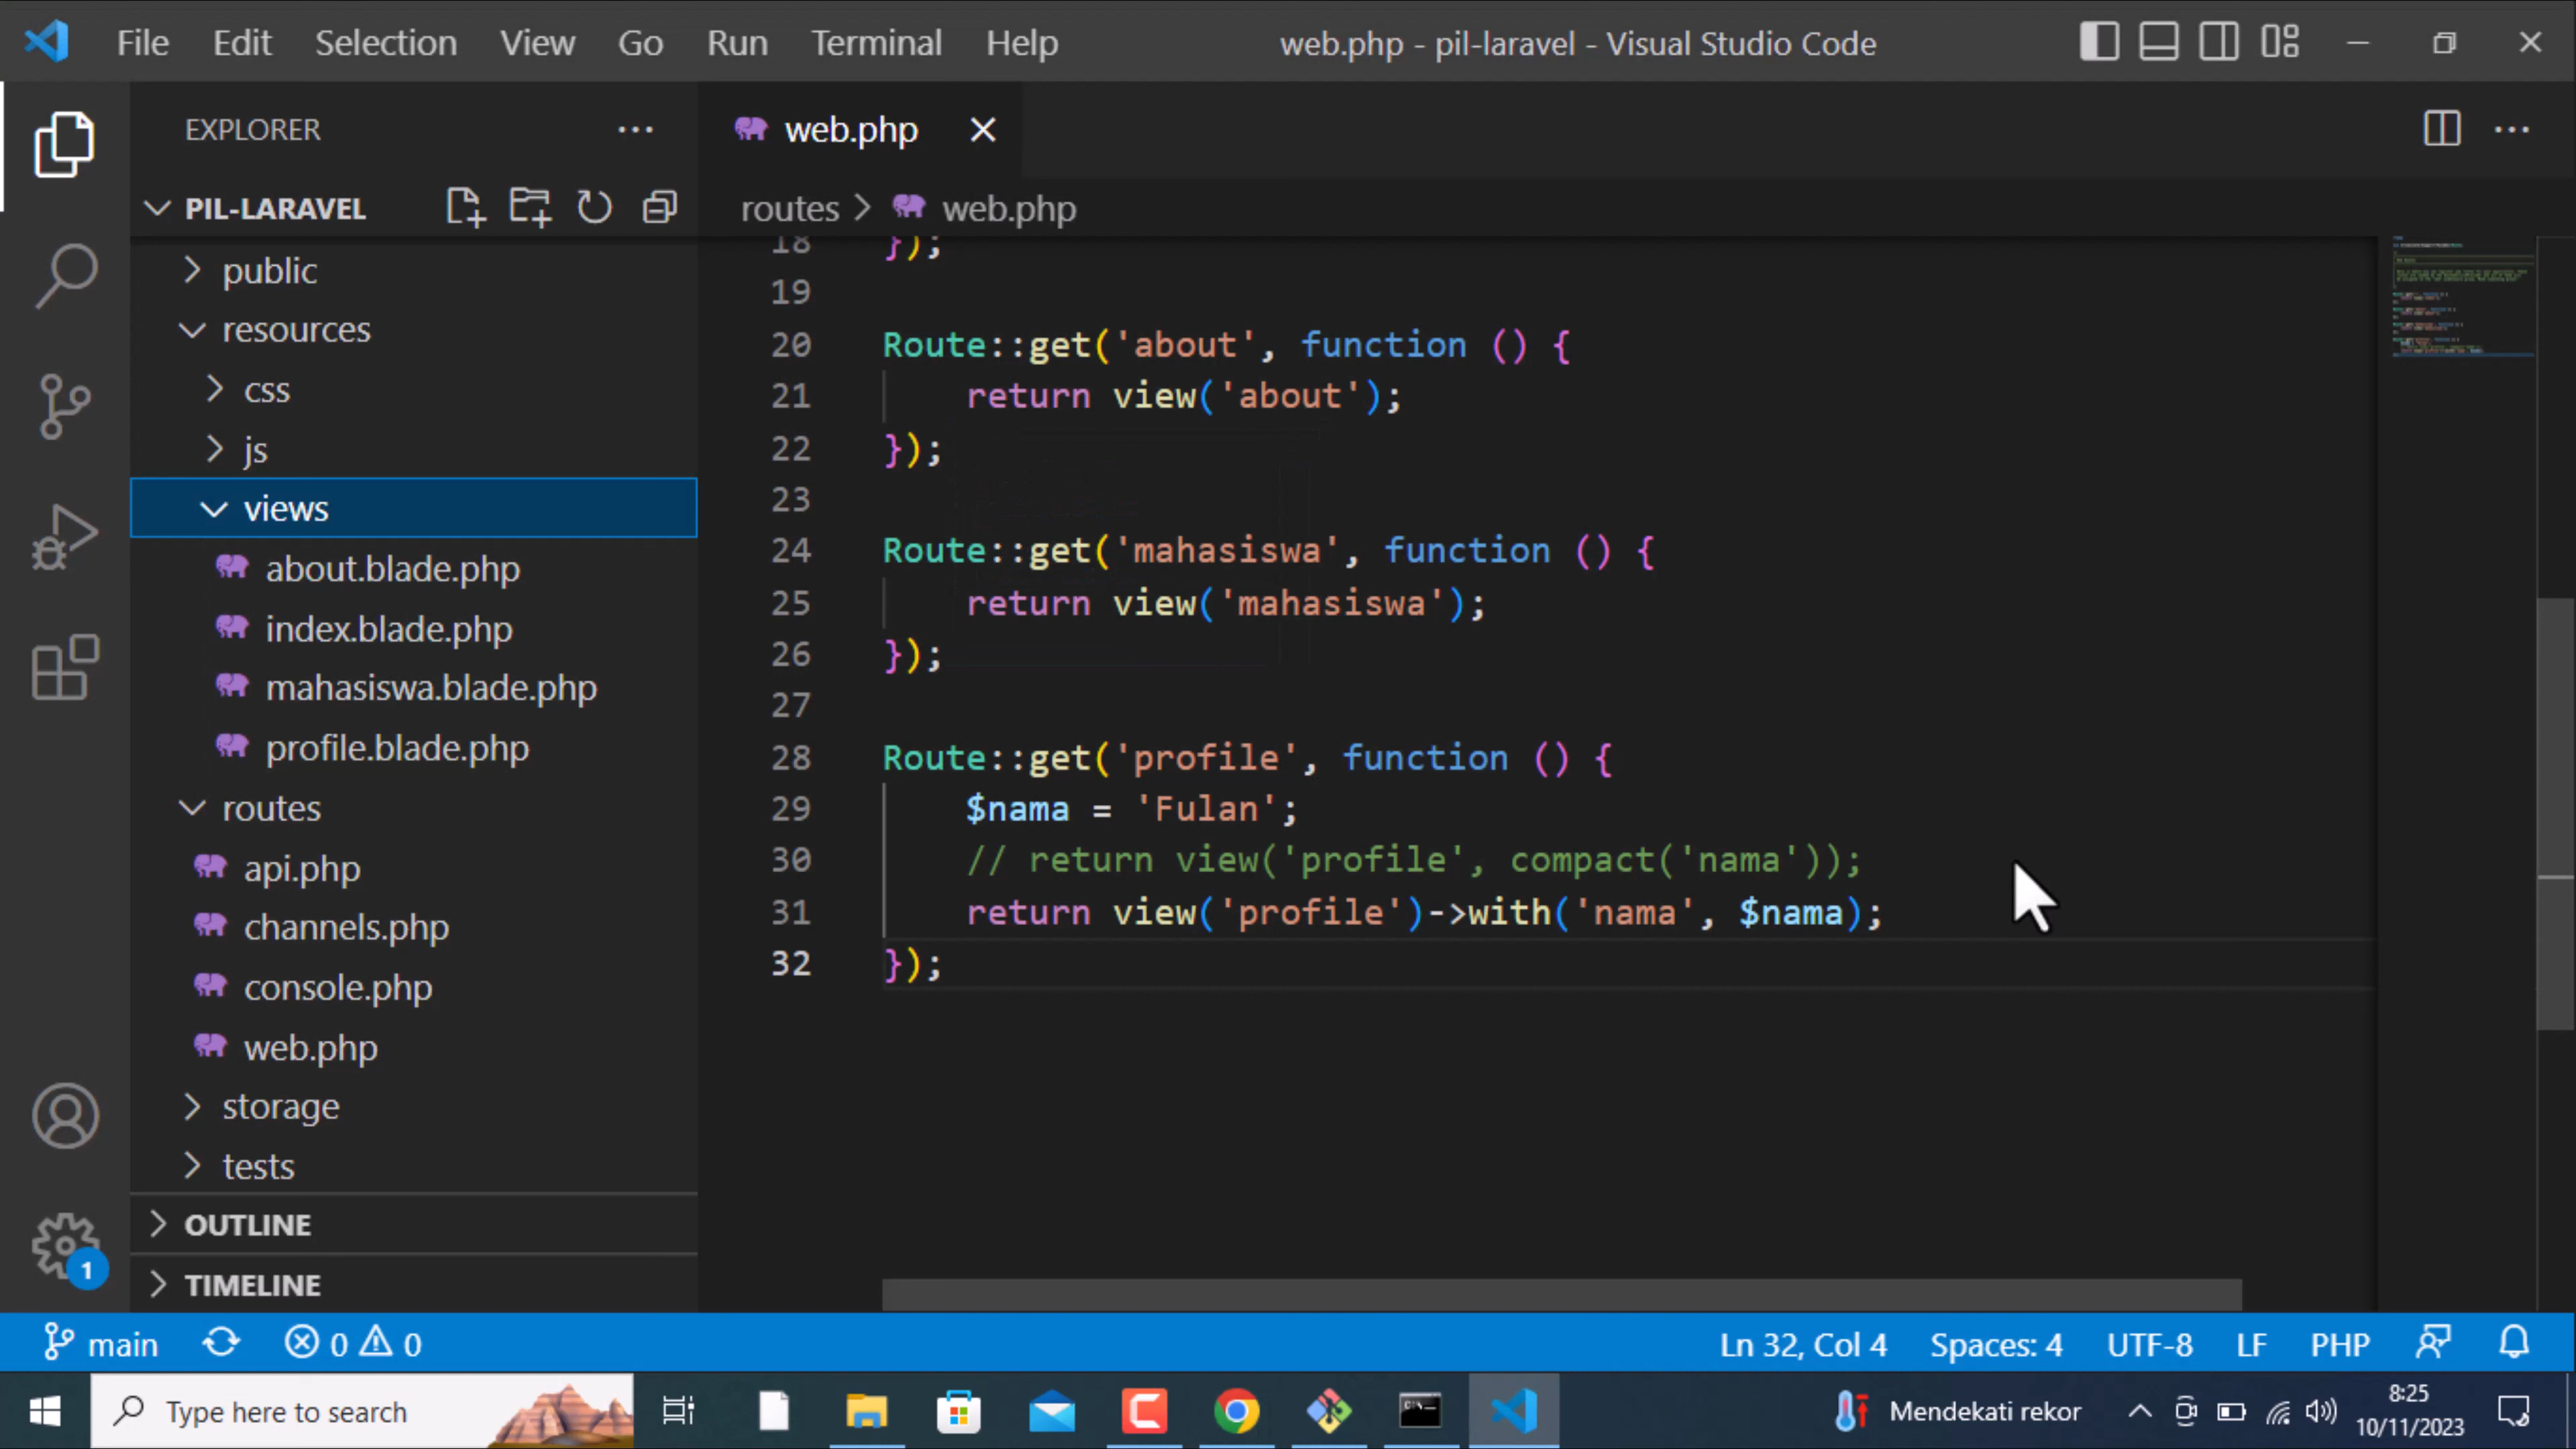 File Edit Selection View Go Run Terminal Help
web.php - pil-laravel - Visual Studio Code
EXPLORER
PIL-LARAVEL
public
resources
css
js
views
about.blade.php
index.blade.php
mahasiswa.blade.php
profile.blade.php
routes
api.php
channels.php
console.php
web.php
storage
tests
OUTLINE
TIMELINE
web.php
routes > web.php
18 });
19
20 Route::get('about', function () {
21     return view('about');
22 });
23
24 Route::get('mahasiswa', function () {
25     return view('mahasiswa');
26 });
27
28 Route::get('profile', function () {
29     $nama = 'Fulan';
30     // return view('profile', compact('nama'));
31     return view('profile')->with('nama', $nama);
32 });
1
main 0 0
Ln 32, Col 4 Spaces: 4 UTF-8 LF PHP
Type here to search
Mendekati rekor
8:25
10/11/2023